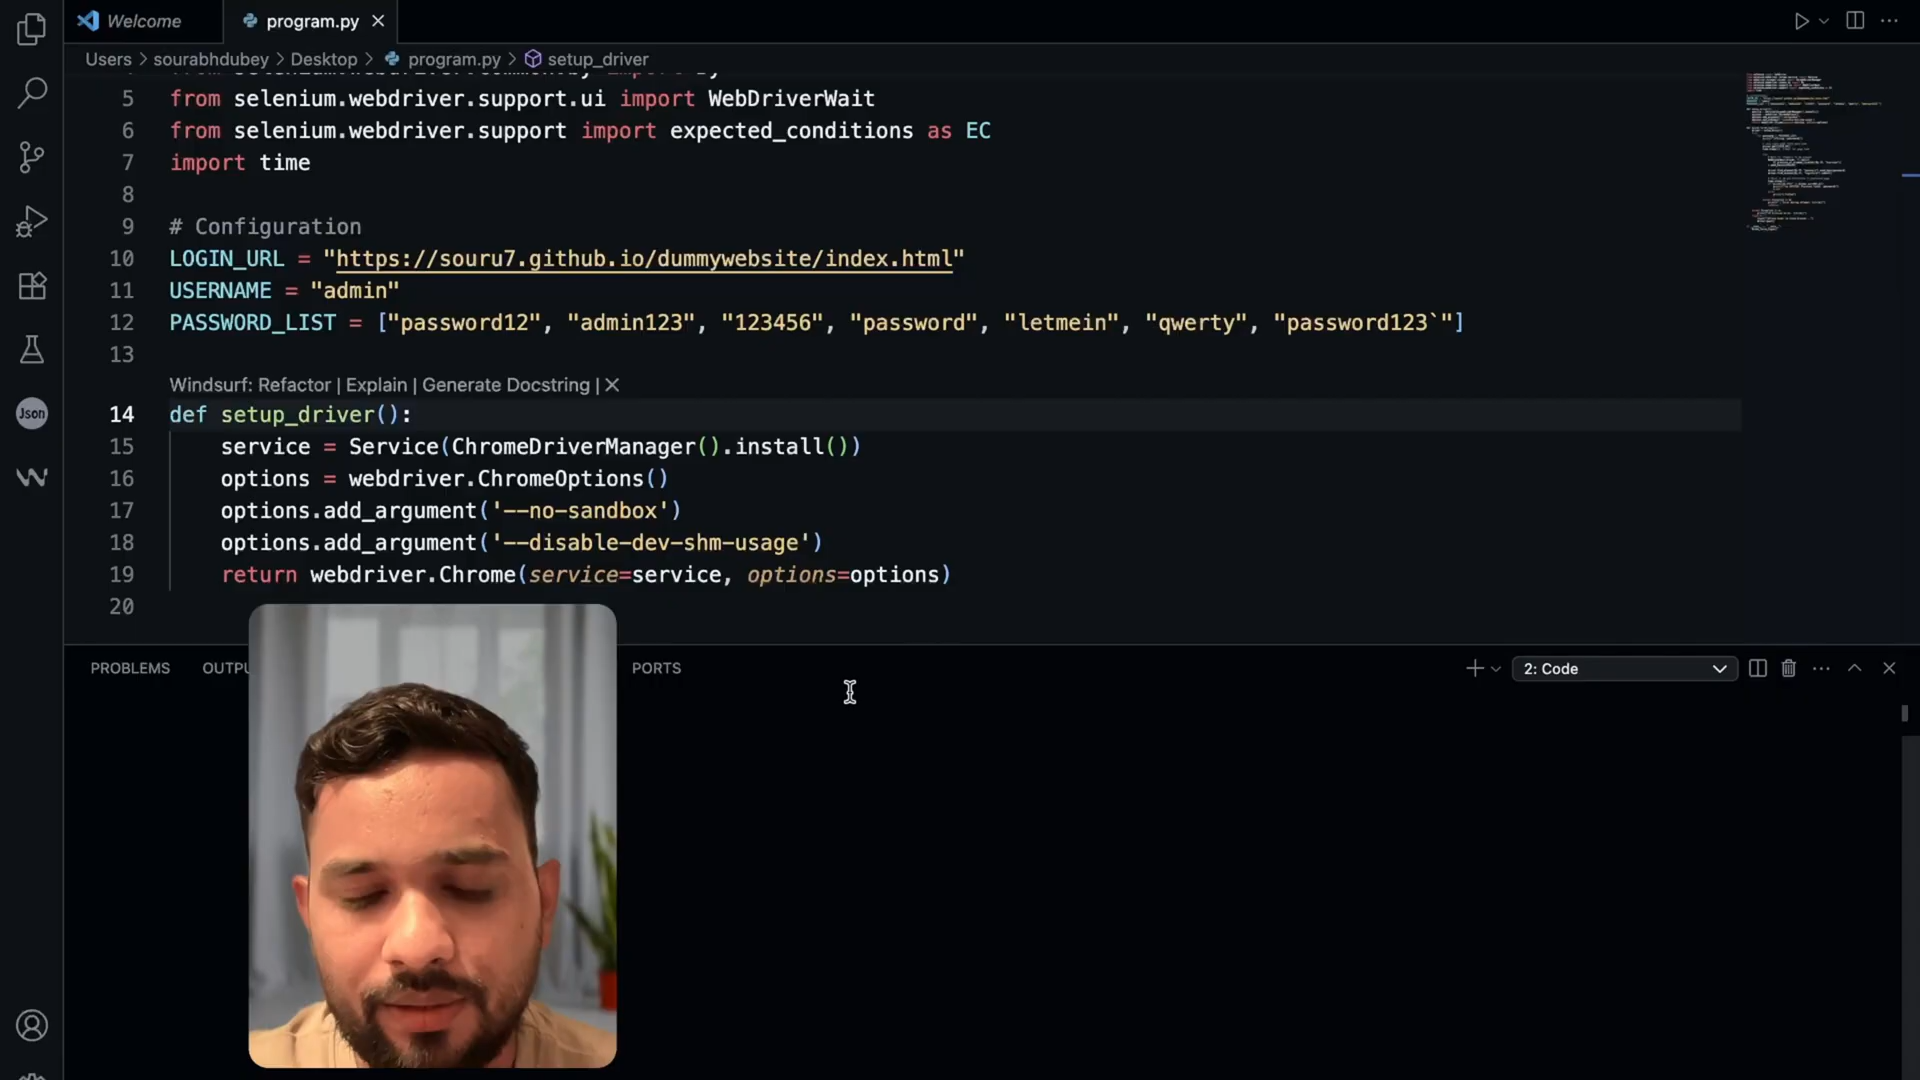 Welcome
program.py
Users > sourabhdubey > Desktop > program.py > setup_driver
5 from selenium.webdriver.support.ui import WebDriverWait
6 from selenium.webdriver.support import expected_conditions as EC
7 import time
8
9 # Configuration
10 LOGIN_URL = "https://souru7.github.io/dummywebsite/index.html"
11 USERNAME = "admin"
12 PASSWORD_LIST = ["password12", "admin123", "123456", "password", "letmein", "qwerty", "password123`"]
13
Windsurf: Refactor | Explain | Generate Docstring | ✕
14 def setup_driver():
15 service = Service(ChromeDriverManager().install())
16 options = webdriver.ChromeOptions()
17 options.add_argument('--no-sandbox')
18 options.add_argument('--disable-dev-shm-usage')
19 return webdriver.Chrome(service=service, options=options)
20
Json
PROBLEMS
PORTS
2: Code